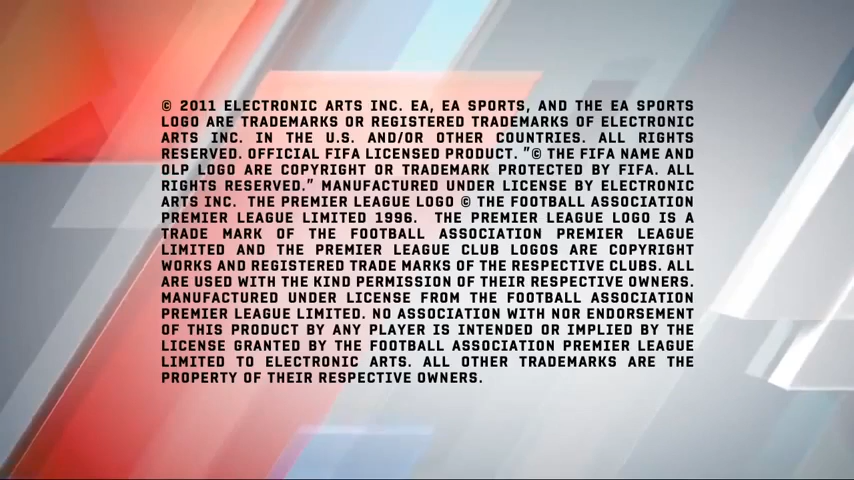 © 2011 ELECTRONIC ARTS INC. EA, EA SPORTS, AND THE EA SPORTS
LOGO ARE TRADEMARKS OR REGISTERED TRADEMARKS OF ELECTRONIC
ARTS INC. IN THE U.S. AND/OR OTHER COUNTRIES. ALL RIGHTS
RESERVED. OFFICIAL FIFA LICENSED PRODUCT. "© THE FIFA NAME AND
OLP LOGO ARE COPYRIGHT OR TRADEMARK PROTECTED BY FIFA. ALL
RIGHTS RESERVED." MANUFACTURED UNDER LICENSE BY ELECTRONIC
ARTS INC. THE PREMIER LEAGUE LOGO © THE FOOTBALL ASSOCIATION
PREMIER LEAGUE LIMITED 1996. THE PREMIER LEAGUE LOGO IS A
TRADE MARK OF THE FOOTBALL ASSOCIATION PREMIER LEAGUE
LIMITED AND THE PREMIER LEAGUE CLUB LOGOS ARE COPYRIGHT
WORKS AND REGISTERED TRADE MARKS OF THE RESPECTIVE CLUBS. ALL
ARE USED WITH THE KIND PERMISSION OF THEIR RESPECTIVE OWNERS.
MANUFACTURED UNDER LICENSE FROM THE FOOTBALL ASSOCIATION
PREMIER LEAGUE LIMITED. NO ASSOCIATION WITH NOR ENDORSEMENT
OF THIS PRODUCT BY ANY PLAYER IS INTENDED OR IMPLIED BY THE
LICENSE GRANTED BY THE FOOTBALL ASSOCIATION PREMIER LEAGUE
LIMITED TO ELECTRONIC ARTS. ALL OTHER TRADEMARKS ARE THE
PROPERTY OF THEIR RESPECTIVE OWNERS.